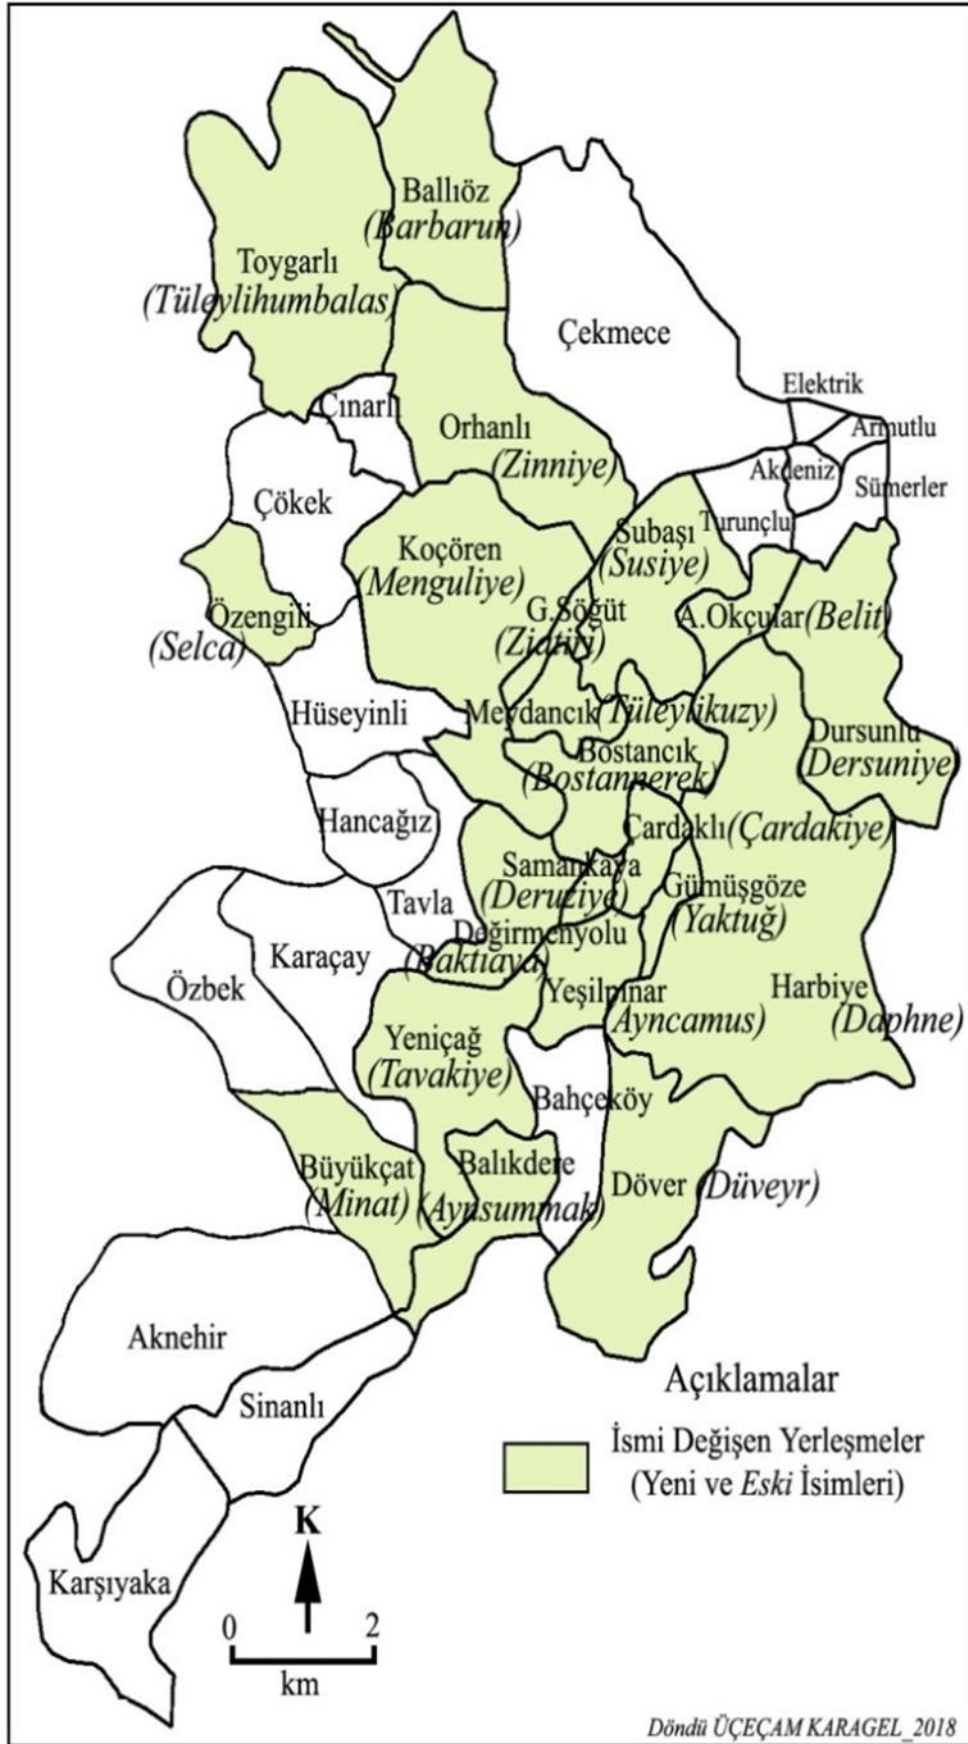 Ballıöz
(Barbarun)
Toygarlı
(Tüleylihumbalas)
Çekmece
Elektrik
Çınarlı
Armutlu
Orhanlı
(Zinniye)
Akdeniz
Sümerler
Çökek
Turunçlu
Subaşı
(Susiye)
Koçören
(Menguliye)
G.Söğüt
A.Okçular(Belit)
Özengili
(Selca)
Hüseyinli
Meydancık(Tüleylikuzy)
Dursunlu
(Dersuniye)
Bostancık
(Bostannerek)
Hancağız
Çardaklı(Çardakiye)
Samankaya
(Deruziye)
Gümüşgöze
(Yaktuğ)
Tavla
Değirmenyolu
(Baktıaya)
Karaçay
Özbek
Yeşilpınar
(Ayncamus)
Harbiye
(Daphne)
Yeniçağ
(Tavakiye)
Bahçeköy
Büyükçat
(Minat)
Balıkdere
(Aynsummak)
Döver (Düveyr)
Aknehir
Sinanlı
Karşıyaka
Açıklamalar
İsmi Değişen Yerleşmeler
(Yeni ve Eski İsimleri)
K
0 2
km
Döndü ÜÇEÇAM KARAGEL_2018